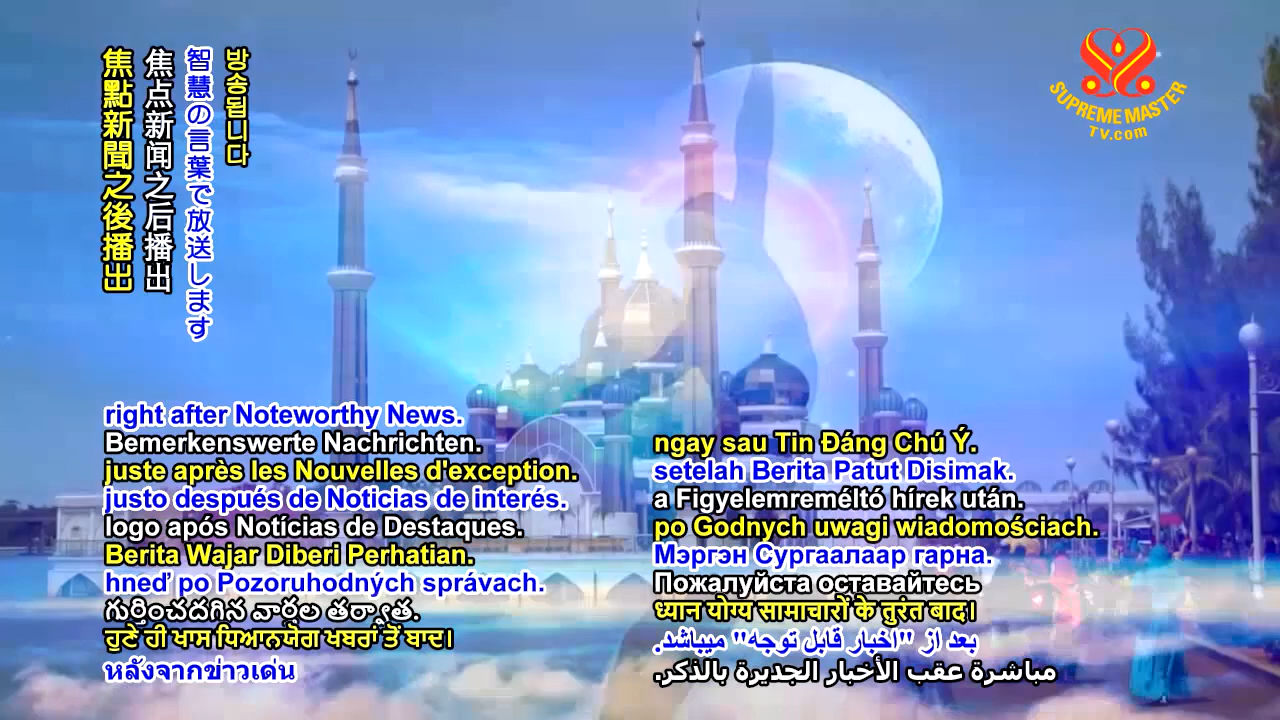 焦點新聞之後播出
焦点新闻之后播出
智慧の言葉で放送します
방송됩니다
SUPREME MASTER
TV.com
right after Noteworthy News.
Bemerkenswerte Nachrichten.
juste après les Nouvelles d'exception.
justo después de Noticias de interés.
logo após Notícias de Destaques.
Berita Wajar Diberi Perhatian.
hneď po Pozoruhodných správach.
గుర్తించదగిన వార్తల తర్వాత.
ਹੁਣੇ ਹੀ ਖਾਸ ਧਿਆਨਯੋਗ ਖਬਰਾਂ ਤੋਂ ਬਾਦ।
หลังจากข่าวเด่น
ngay sau Tin Đáng Chú Ý.
setelah Berita Patut Disimak.
a Figyelemreméltó hírek után.
po Godnych uwagi wiadomościach.
Мэргэн Сургаалаар гарна.
Пожалуйста оставайтесь
ध्यान योग्य सामाचारों के तुरंत बाद।
بعد از "اخبار قابل توجه" میباشد.
مباشرة عقب الأخبار الجديرة بالذكر.